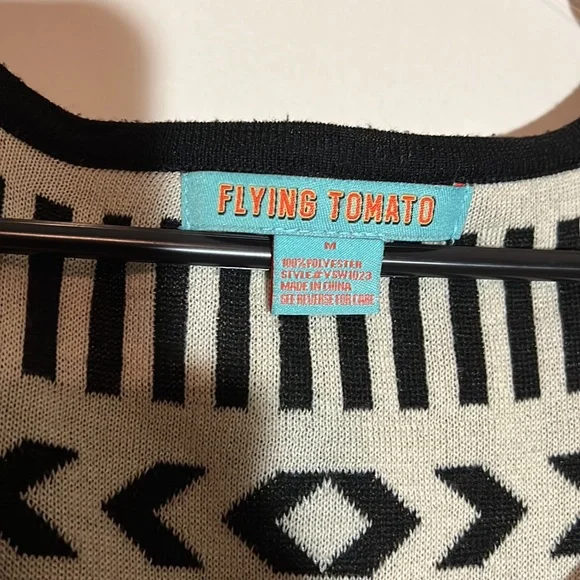 FLYING TOMATO
M
100%POLYESTER
STYLE#YSW1023
MADE IN CHINA
SEE REVERSE FOR CARE